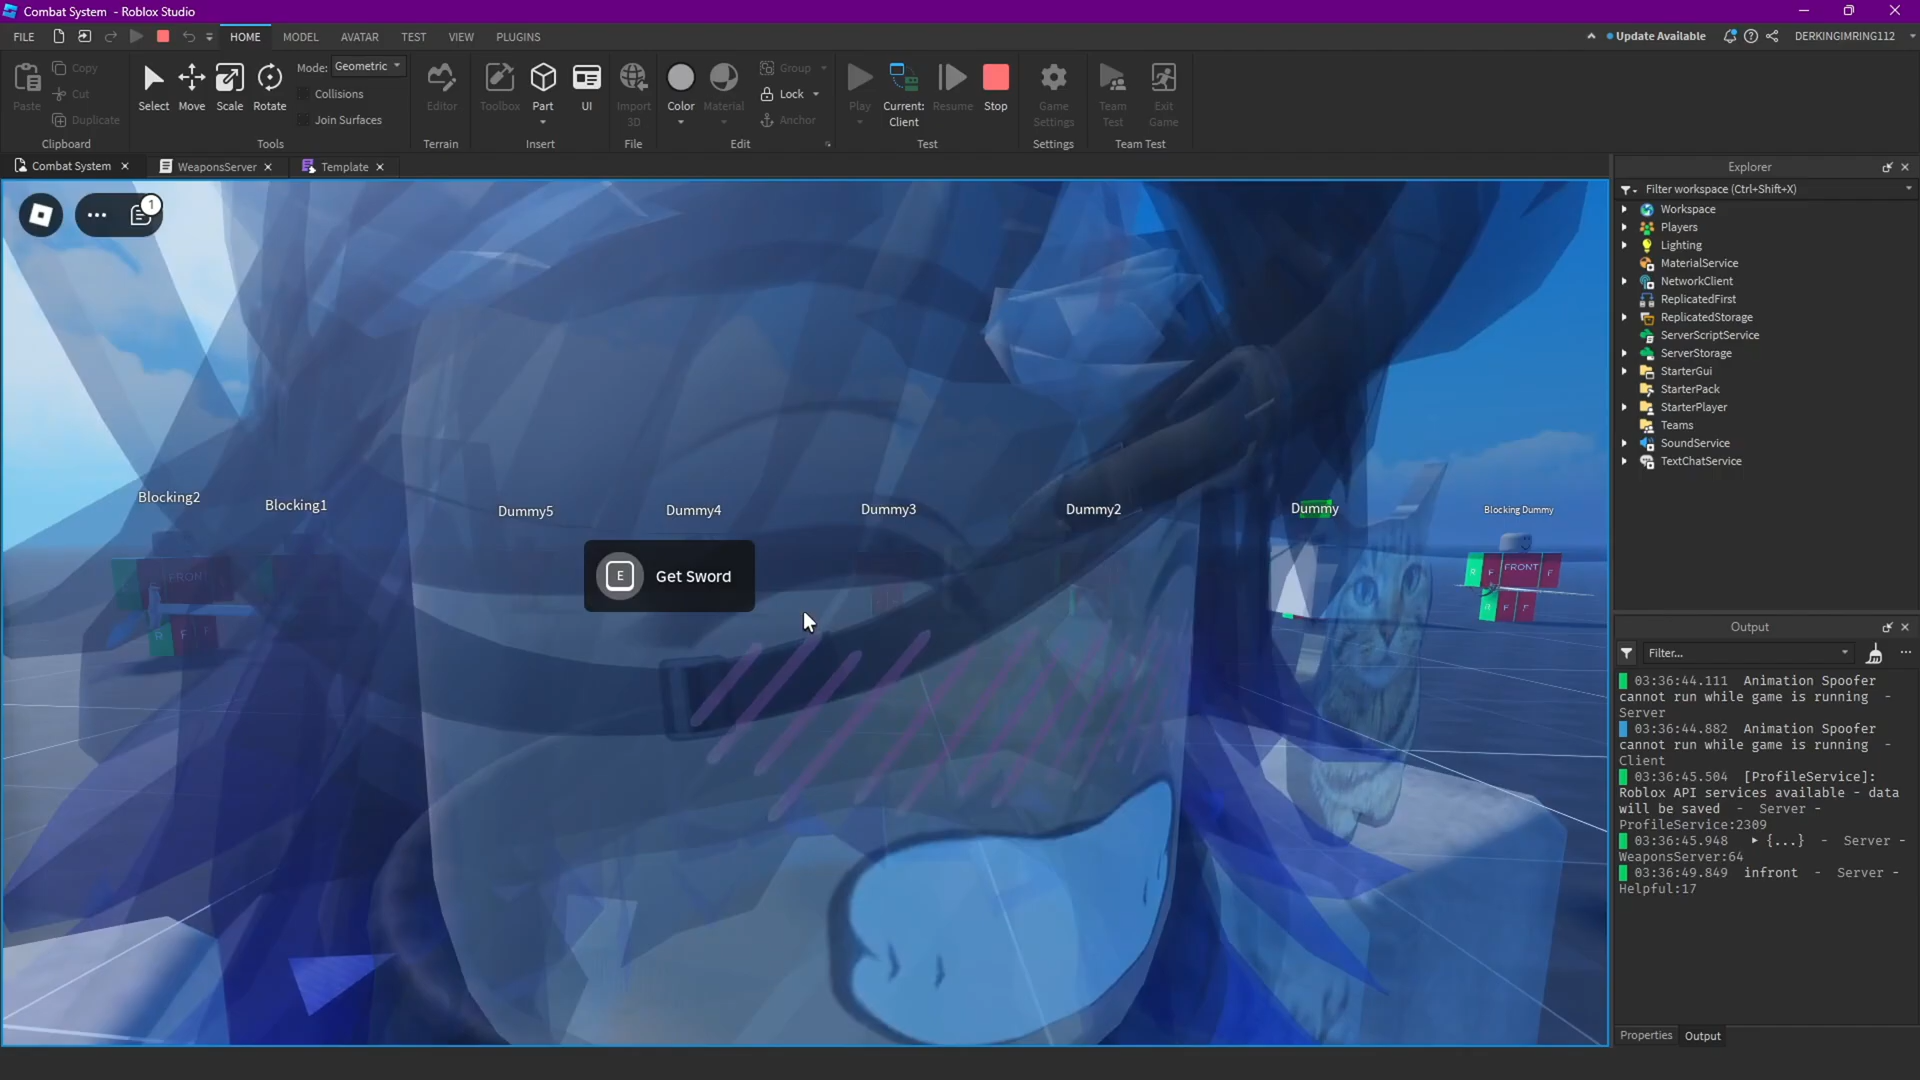 Combat System - Roblox Studio
FILE HOME MODEL AVATAR TEST VIEW PLUGINS
Update Available DERKINGIMRING112
Paste
Copy
Cut
Duplicate
Clipboard
Select Move Scale Rotate
Mode: Geometric
Collisions
Join Surfaces
Tools
Editor
Terrain
Toolbox Part UI
Insert
Import
3D
File
Color Material
Group
Lock
Anchor
Edit
Play
Current:
Client
Resume Stop
Test
Game
Settings
Settings
Team
Test
Exit
Game
Team Test
Combat System WeaponsServer Template
1
Blocking2
Blocking1
Dummy5
Dummy4
Dummy3
Dummy2
Dummy
Blocking Dummy
FRONT
R F F
R F FRONT F
F F
E Get Sword
Explorer
Filter workspace (Ctrl+Shift+X)
Workspace
Players
Lighting
MaterialService
NetworkClient
ReplicatedFirst
ReplicatedStorage
ServerScriptService
ServerStorage
StarterGui
StarterPack
StarterPlayer
Teams
SoundService
TextChatService
Output
Filter...
03:36:44.111 Animation Spoofer
cannot run while game is running -
Server
03:36:44.882 Animation Spoofer
cannot run while game is running -
Client
03:36:45.504 [ProfileService]:
Roblox API services available - data
will be saved - Server -
ProfileService:2309
03:36:45.948 ▸ {...} - Server -
WeaponsServer:64
03:36:49.849 infront - Server -
Helpful:17
Properties Output